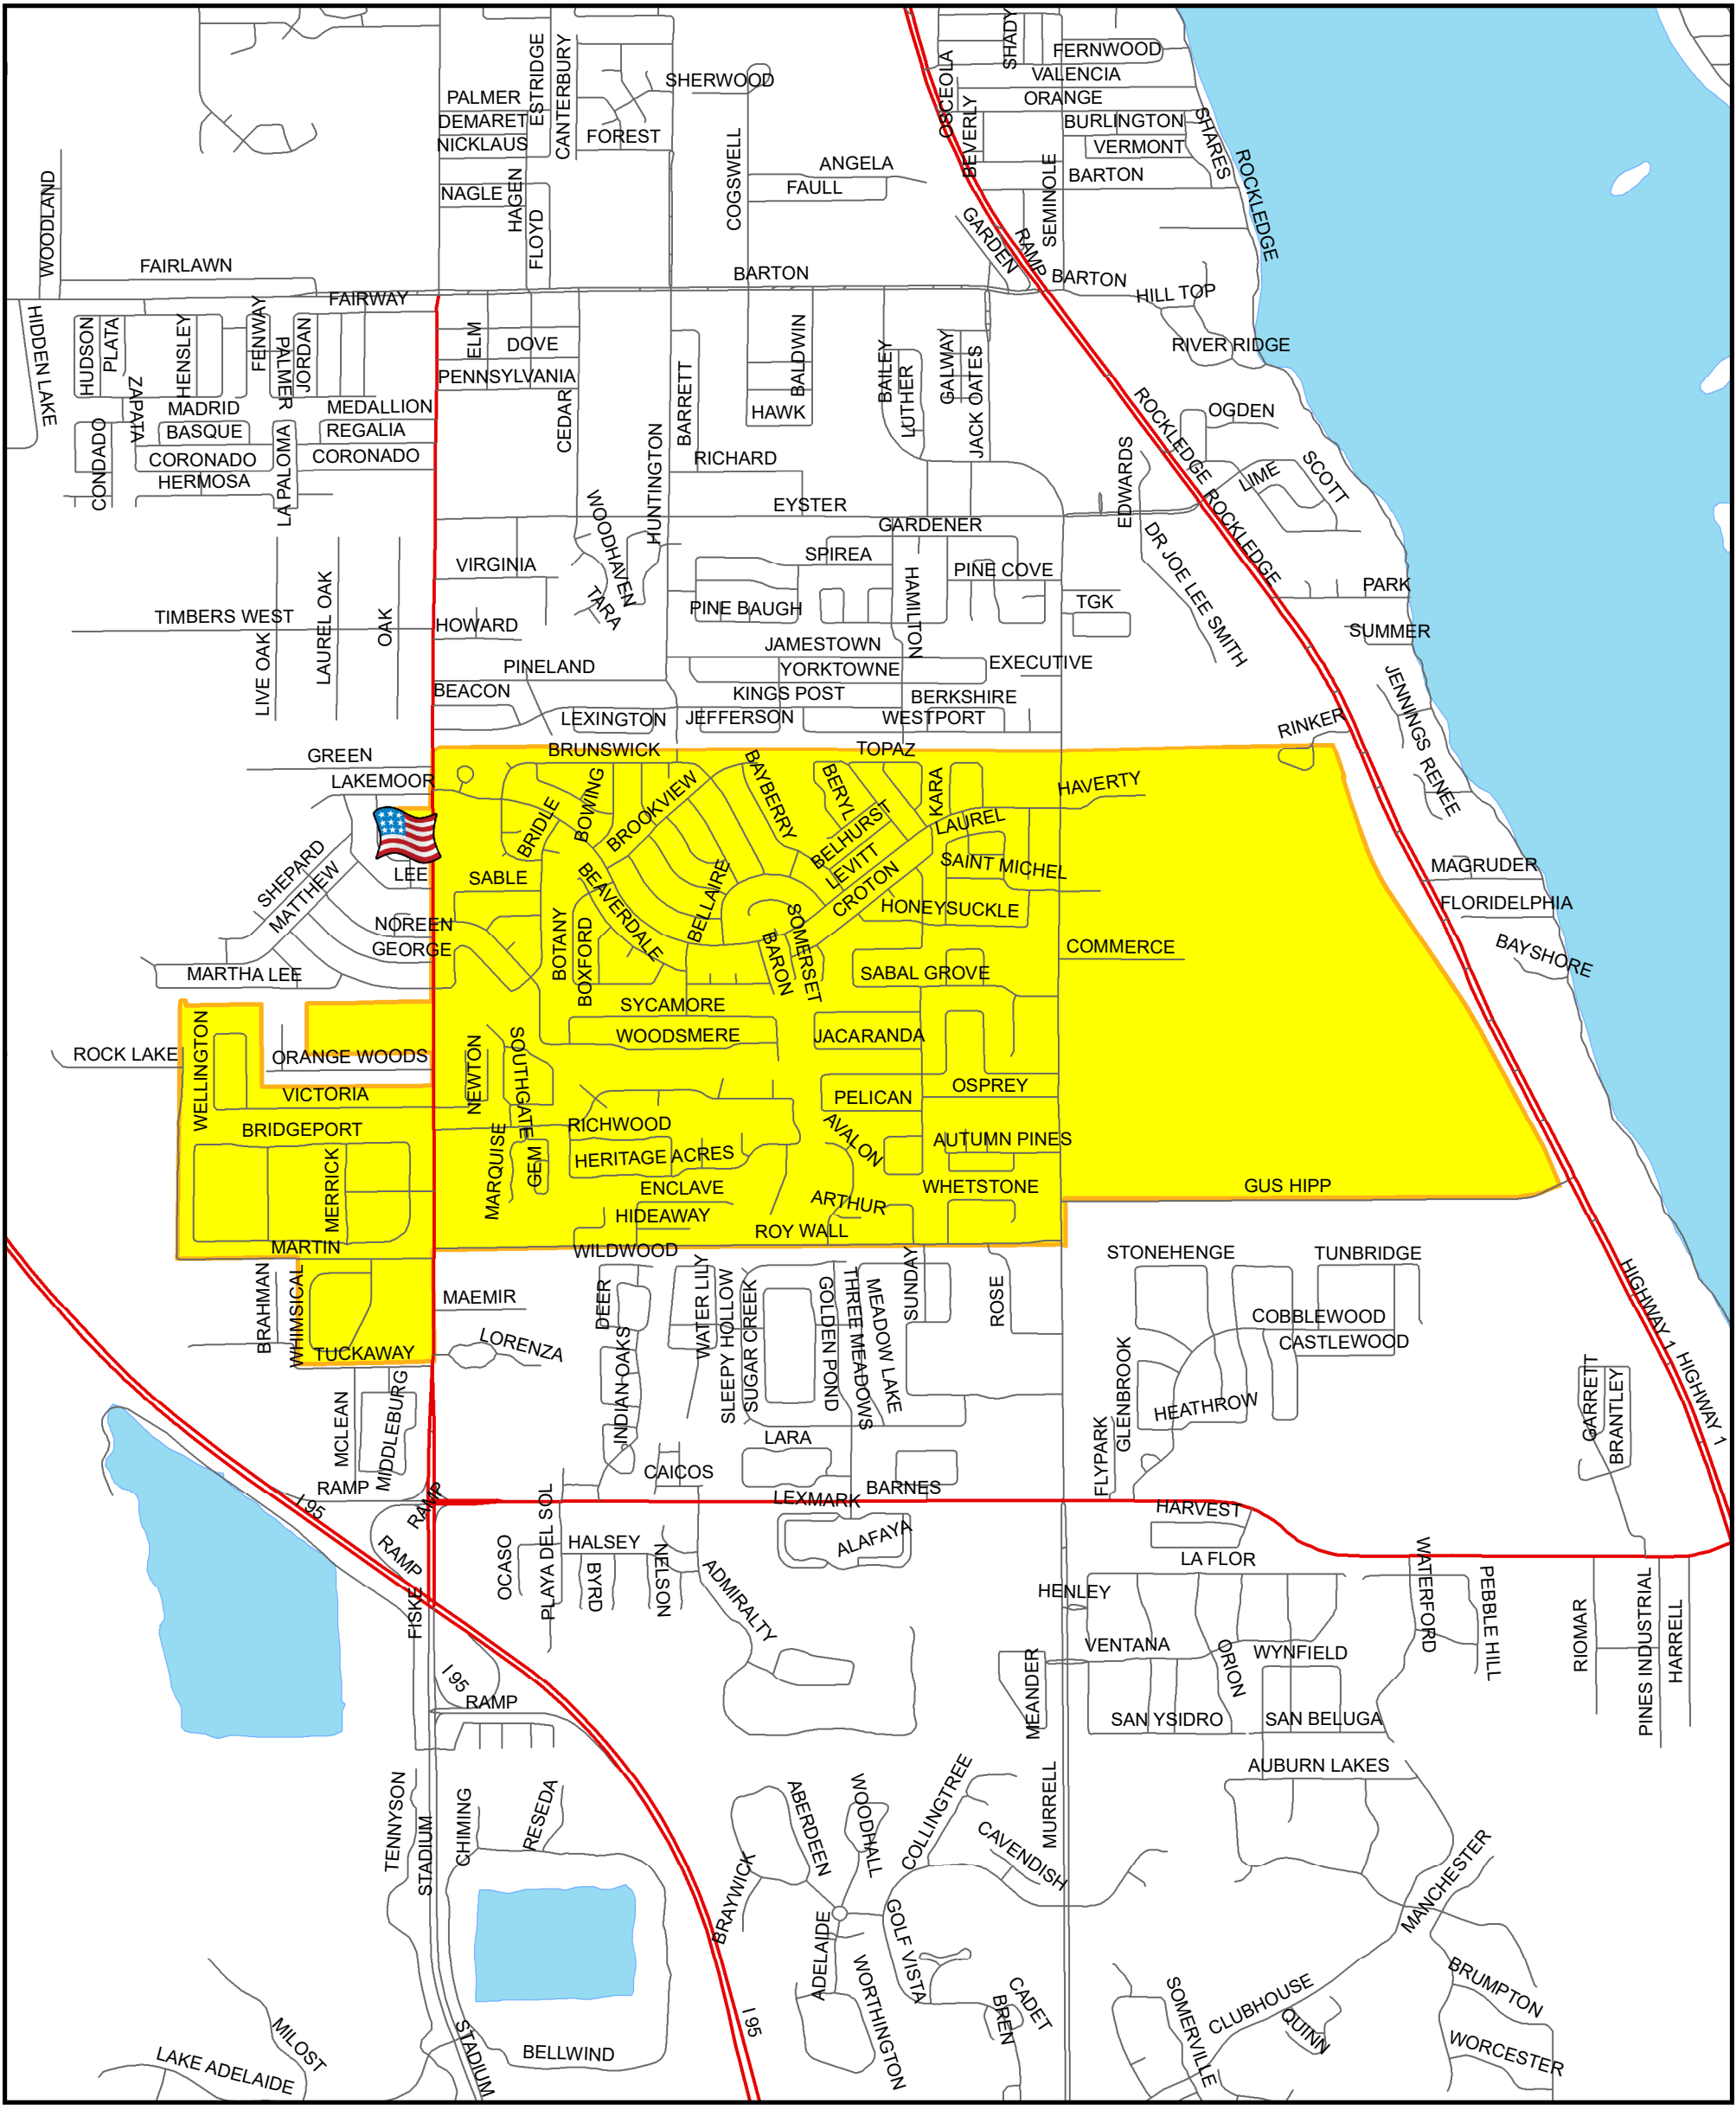 SHADY
FERNWOOD
ESTRIDGE
CANTERBURY
SHERWOOD
OSCEOLA
VALENCIA
PALMER
ORANGE
DEMARET
BEVERLY
BURLINGTON
SHARES
NICKLAUS
FOREST
VERMONT
ROCKLEDGE
COGSWELL
ANGELA
SEMINOLE
BARTON
WOODLAND
NAGLE
HAGEN
FAULL
FLOYD
GARDEN
RAMP
FAIRLAWN
BARTON
BARTON
FAIRWAY
HILL TOP
HIDDEN LAKE
HUDSON
PLATA
HENSLEY
FENWAY
PALMER
JORDAN
ELM
DOVE
BALDWIN
BAILEY
LUTHER
GALWAY
JACK OATES
RIVER RIDGE
ZAPATA
PENNSYLVANIA
CEDAR
BARRETT
MADRID
MEDALLION
HAWK
ROCKLEDGE
OGDEN
BASQUE
REGALIA
CONDADO
CORONADO
LA PALOMA
CORONADO
HUNTINGTON
RICHARD
EDWARDS
LIME
SCOTT
HERMOSA
WOODHAVEN
EYSTER
ROCKLEDGE
GARDENER
VIRGINIA
SPIREA
HAMILTON
PINE COVE
DR JOE LEE SMITH
PARK
TARA
PINE BAUGH
TGK
TIMBERS WEST
LIVE OAK
LAUREL OAK
OAK
HOWARD
SUMMER
JAMESTOWN
PINELAND
YORKTOWNE
EXECUTIVE
JENNINGS
BEACON
KINGS POST
BERKSHIRE
LEXINGTON
JEFFERSON
WESTPORT
RINKER
GREEN
BRUNSWICK
TOPAZ
RENEE
LAKEMOOR
BRIDLE
BOWING
BROOKVIEW
BAYBERRY
BERYL
KARA
HAVERTY
BELHURST
LAUREL
SHEPARD
LEE
SABLE
LEVITT
SAINT MICHEL
MAGRUDER
MATTHEW
BEAVERDALE
BELLAIRE
CROTON
HONEYSUCKLE
FLORIDELPHIA
NOREEN
GEORGE
BOTANY
BOXFORD
BARON
SOMERSET
COMMERCE
BAYSHORE
MARTHA LEE
SABAL GROVE
SYCAMORE
WELLINGTON
ROCK LAKE
ORANGE WOODS
NEWTON
SOUTHGATE
WOODSMERE
JACARANDA
VICTORIA
PELICAN
OSPREY
BRIDGEPORT
MARQUISE
RICHWOOD
AVALON
AUTUMN PINES
MERRICK
GEM
HERITAGE ACRES
ENCLAVE
ARTHUR
WHETSTONE
GUS HIPP
HIDEAWAY
ROY WALL
MARTIN
WILDWOOD
STONEHENGE
TUNBRIDGE
BRAHMAN
WHIMSICAL
MAEMIR
DEER
WATER LILY
SLEEPY HOLLOW
SUGAR CREEK
GOLDEN POND
THREE MEADOWS
MEADOW LAKE
SUNDAY
ROSE
HIGHWAY 1
COBBLEWOOD
CASTLEWOOD
TUCKAWAY
LORENZA
INDIAN OAKS
GLENBROOK
HIGHWAY 1
MCLEAN
MIDDLEBURG
HEATHROW
GARRETT
BRANTLEY
LARA
FLYPARK
CAICOS
RAMP
I 95
RAMP
BARNES
LEXMARK
HARVEST
PLAYA DEL SOL
OCASO
HALSEY
ALAFAYA
LA FLOR
RAMP
BYRD
NELSON
ADMIRALTY
HENLEY
WATERFORD
PEBBLE HILL
RIOMAR
PINES INDUSTRIAL
HARRELL
FISKE
VENTANA
ORION
WYNFIELD
I 95
MEANDER
RAMP
SAN YSIDRO
SAN BELUGA
AUBURN LAKES
TENNYSON
STADIUM
CHIMING
RESEDA
ABERDEEN
WOODHALL
COLLINGTREE
MURRELL
CAVENDISH
BRAYWICK
MANCHESTER
ADELAIDE
GOLF VISTA
WORTHINGTON
CADET
BREN
SOMERVILLE
CLUBHOUSE
QUINN
BRUMPTON
WORCESTER
I 95
MILOST
LAKE ADELAIDE
STADIUM
BELLWIND